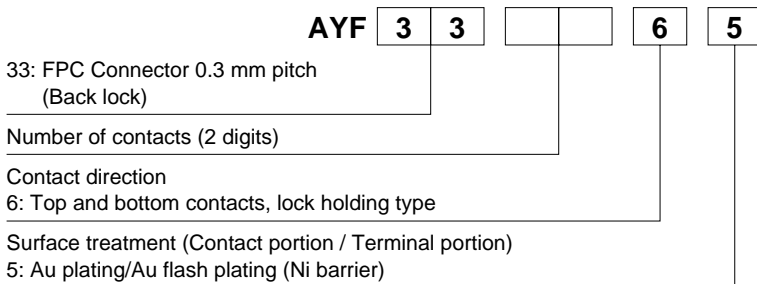 AYF 3 3 6 5
33: FPC Connector 0.3 mm pitch
(Back lock)
Number of contacts (2 digits)
Contact direction
6: Top and bottom contacts, lock holding type
Surface treatment (Contact portion / Terminal portion)
5: Au plating/Au flash plating (Ni barrier)